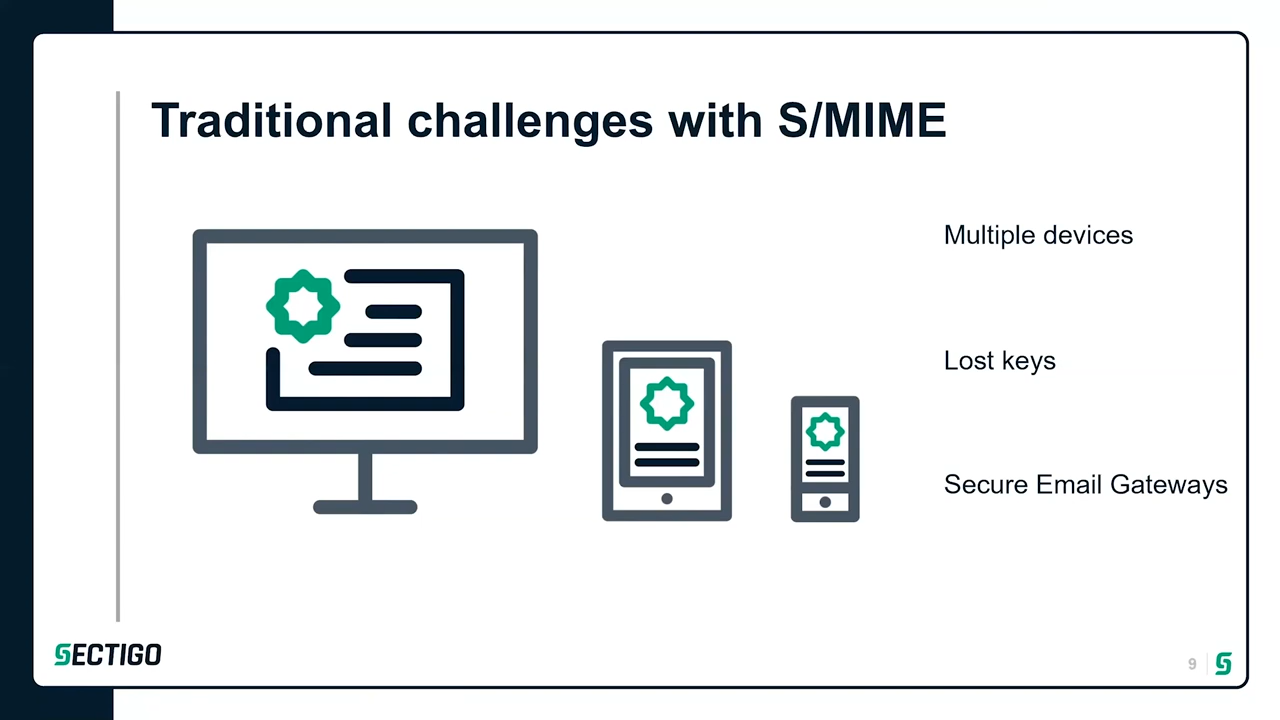 Traditional challenges with S/MIME
Multiple devices
Lost keys
Secure Email Gateways
SECTIGO
9